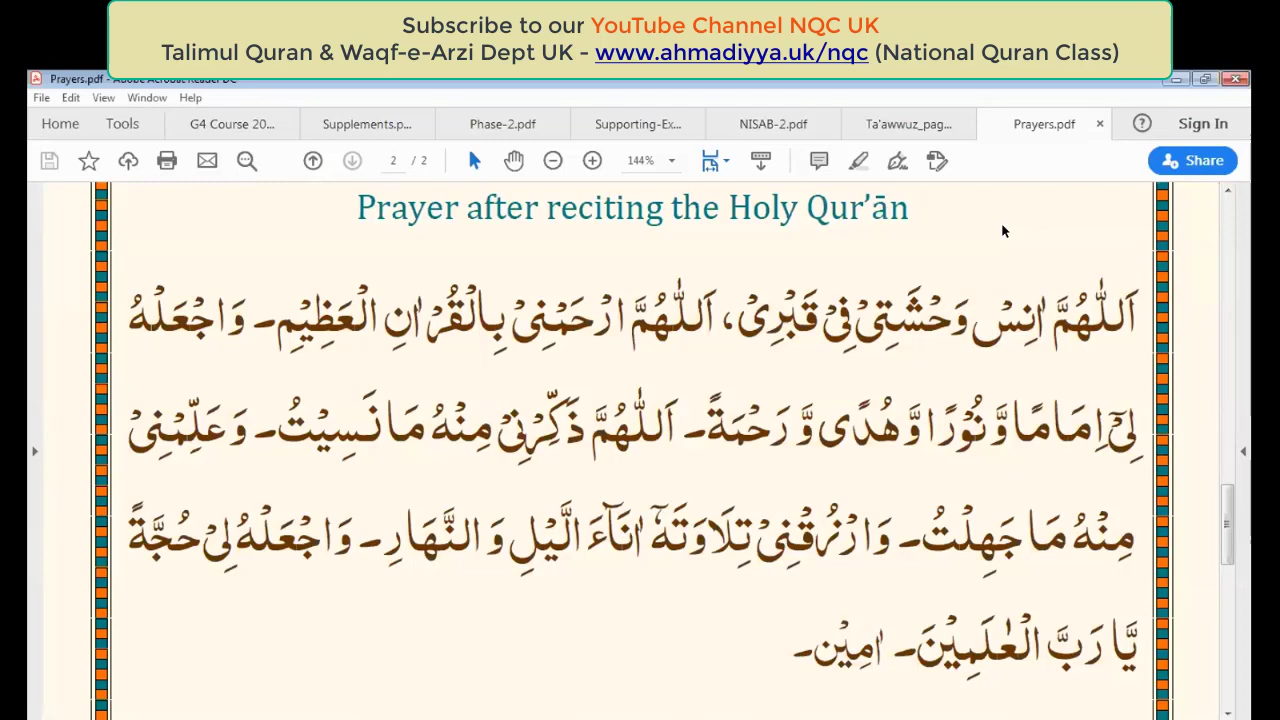 Subscribe to our YouTube Channel NQC UK
Talimul Quran & Waqf-e-Arzi Dept UK - www.ahmadiyya.uk/nqc (National Quran Class)
Prayers.pdf - Adobe Acrobat Reader DC
File Edit View Window Help
Home Tools G4 Course 20... Supplements.p... Phase-2.pdf Supporting-Ex... NISAB-2.pdf Ta'awwuz_pag... Prayers.pdf × ? Sign In
2 / 2 144% Share
Prayer after reciting the Holy Qur’ān
اَللّٰهُمَّ اٰنِسْ وَحْشَتِیْ فِیْ قَبْرِیْ، اَللّٰهُمَّ ارْحَمْنِیْ بِالْقُرْاٰنِ الْعَظِیْمِ۔ وَاجْعَلْهُ
لِیْٓ اِمَامًا وَّ نُوْرًا وَّ هُدًی وَّ رَحْمَةً۔ اَللّٰهُمَّ ذَكِّرْنِیْ مِنْهُ مَا نَسِیْتُ۔ وَ عَلِّمْنِیْ
مِنْهُ مَا جَهِلْتُ۔ وَ ارْزُقْنِیْ تِلَاوَتَهٗٓ اٰنَآءَ الَّیْلِ وَ النَّهَارِ۔ وَاجْعَلْهُ لِیْ حُجَّةً
یَّا رَبَّ الْعٰلَمِیْنَ۔ اٰمِیْن۔